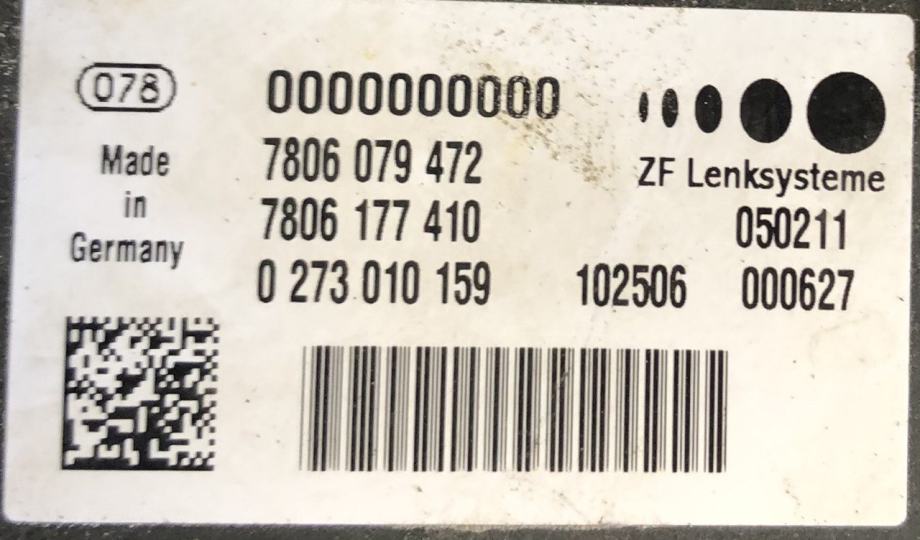 078
0000000000
Made
in
Germany
7806 079 472
7806 177 410
0 273 010 159
102506
ZF Lenksysteme
050211
000627